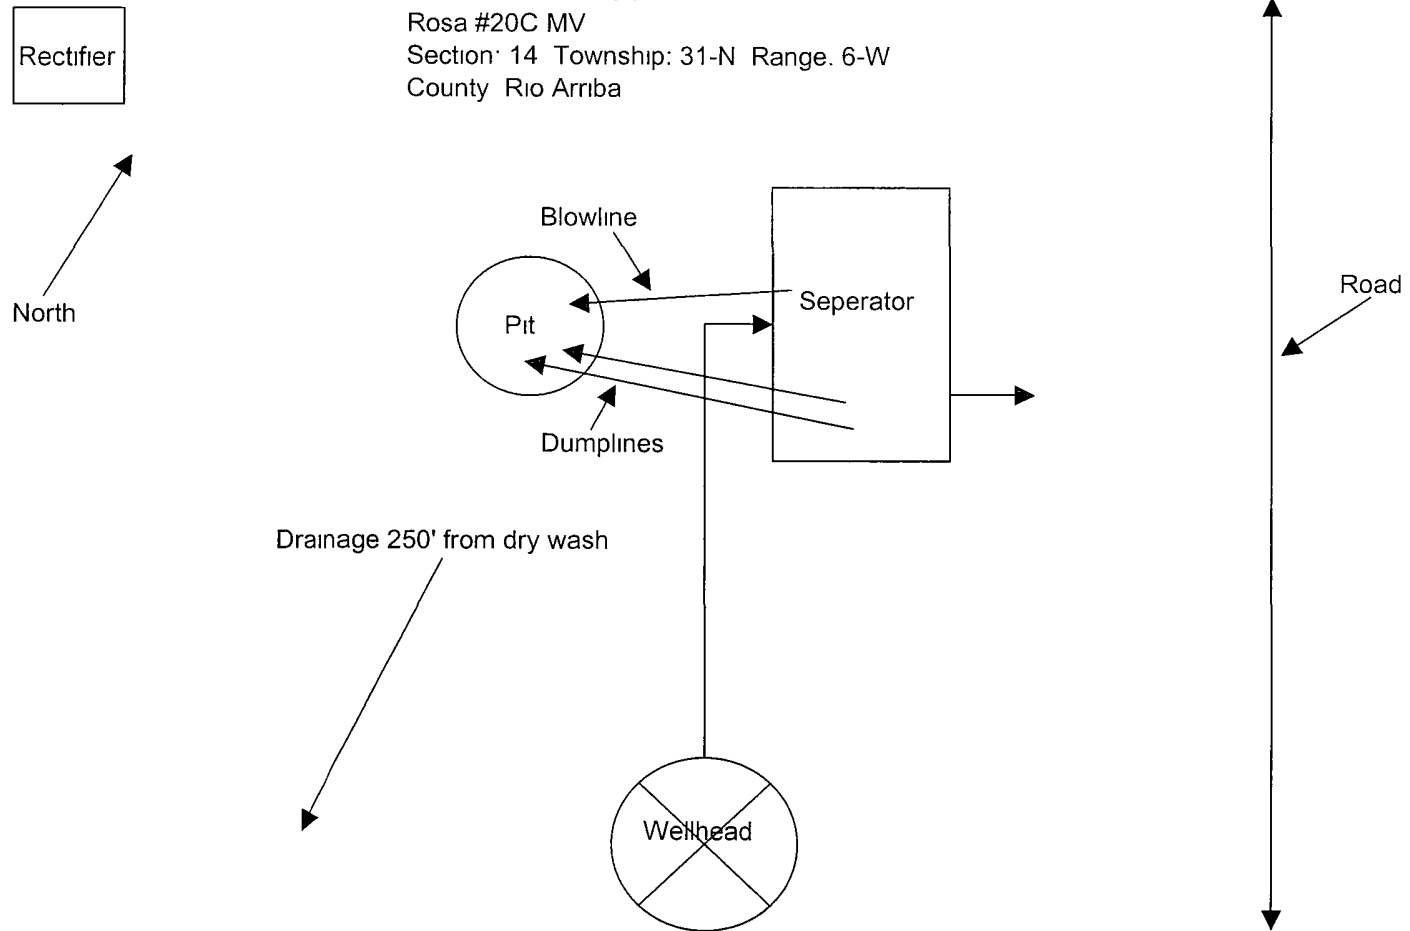 Rosa #20C MV
Rectifier
Section: 14 Township: 31-N Range. 6-W
County Rio Arriba
Blowline
Road
Seperator
North
Pit
Dumplines
Drainage 250' from dry wash
Wellhead